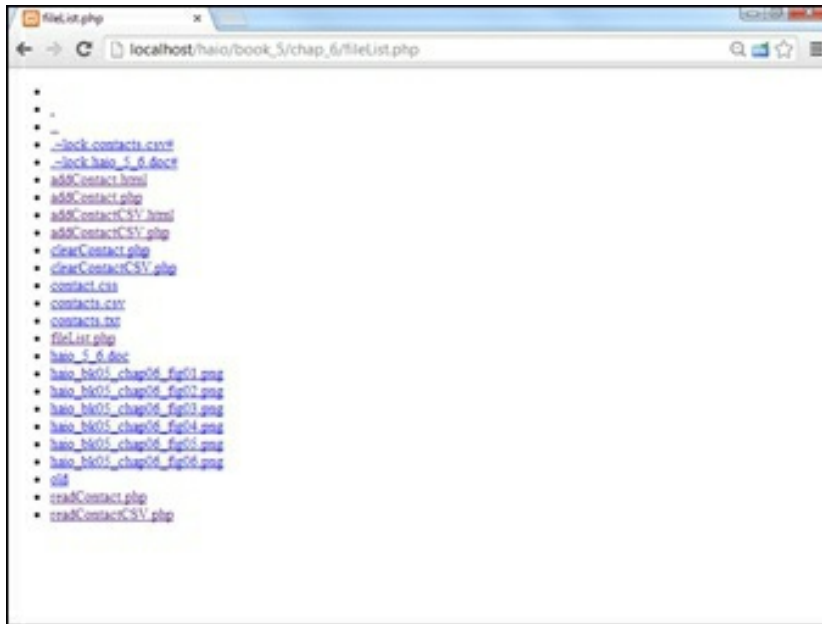 fileList.php
localhost/haio/book_5/chap_6/fileList.php
.
..
.~lock.contacts.csv#
.~lock.haio_5_6.doc#
addContact.html
addContact.php
addContactCSV.html
addContactCSV.php
clearContact.php
clearContactCSV.php
contact.css
contacts.csv
contacts.txt
fileList.php
haio_5_6.doc
haio_bk05_chap06_fig01.png
haio_bk05_chap06_fig02.png
haio_bk05_chap06_fig03.png
haio_bk05_chap06_fig04.png
haio_bk05_chap06_fig05.png
haio_bk05_chap06_fig06.png
old
readContact.php
readContactCSV.php